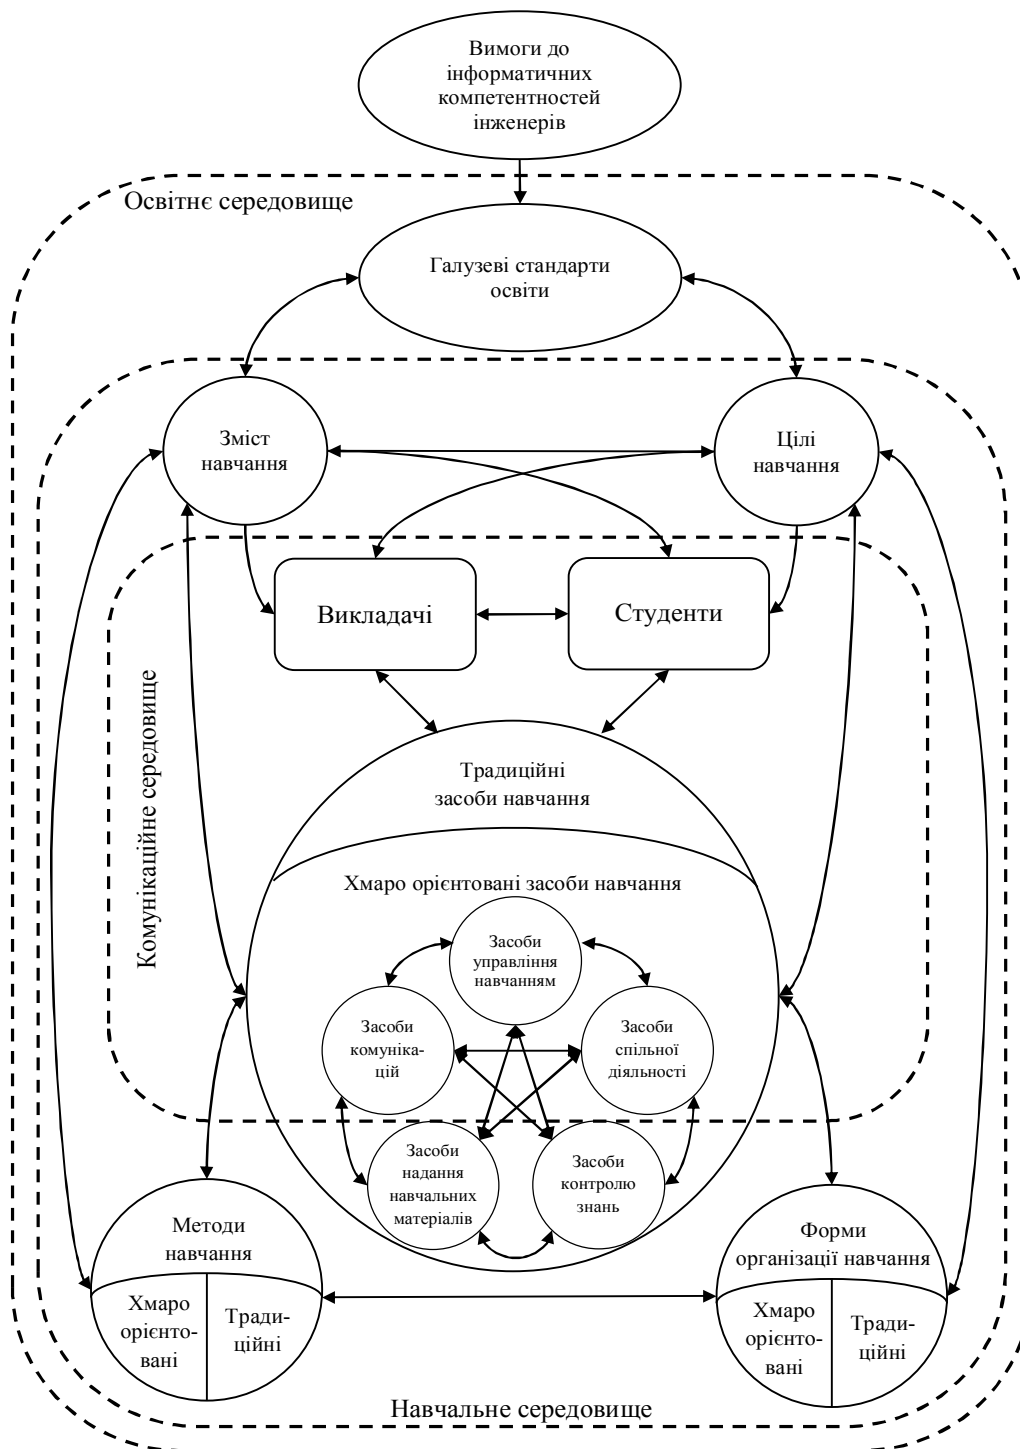 Вимоги до
інформатичних
компетентностей
інженерів
Освітнє середовище
Галузеві стандарти
освіти
Зміст
навчання
Цілі
навчання
Викладачі
Студенти
Комунікаційне середовище
Традиційні
засоби навчання
Хмаро орієнтовані засоби навчання
Засоби
управління
навчанням
Засоби
комуніка-
цій
Засоби
спільної
діяльності
Засоби
надання
навчальних
матеріалів
Засоби
контролю
знань
Методи
навчання
Хмаро
орієнто-
вані
Тради-
ційні
Форми
організації навчання
Хмаро
орієнто-
вані
Тради-
ційні
Навчальне середовище